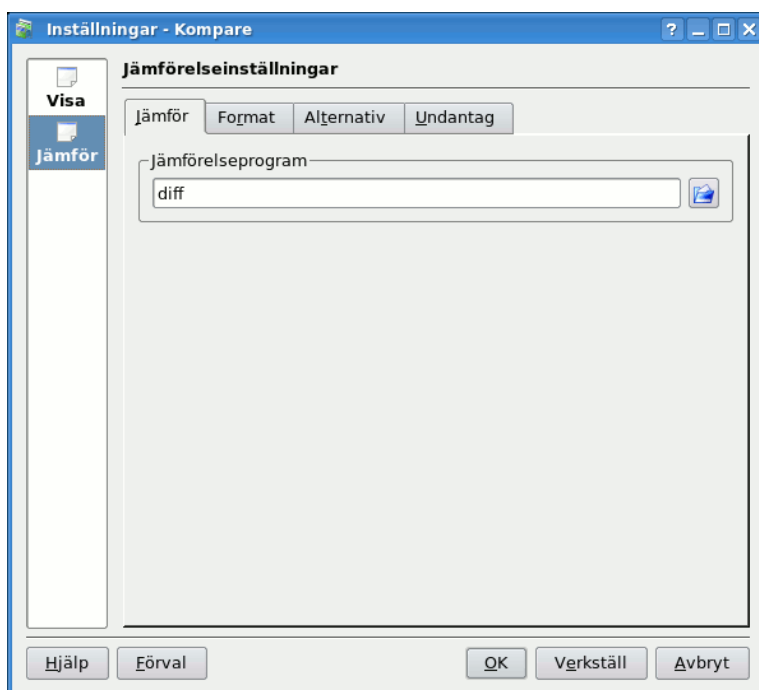 Inställningar - Kompare
Visa
Jämför
Jämförelseinställningar
Jämför Format Alternativ Undantag
Jämförelseprogram
diff
Hjälp Förval OK Verkställ Avbryt